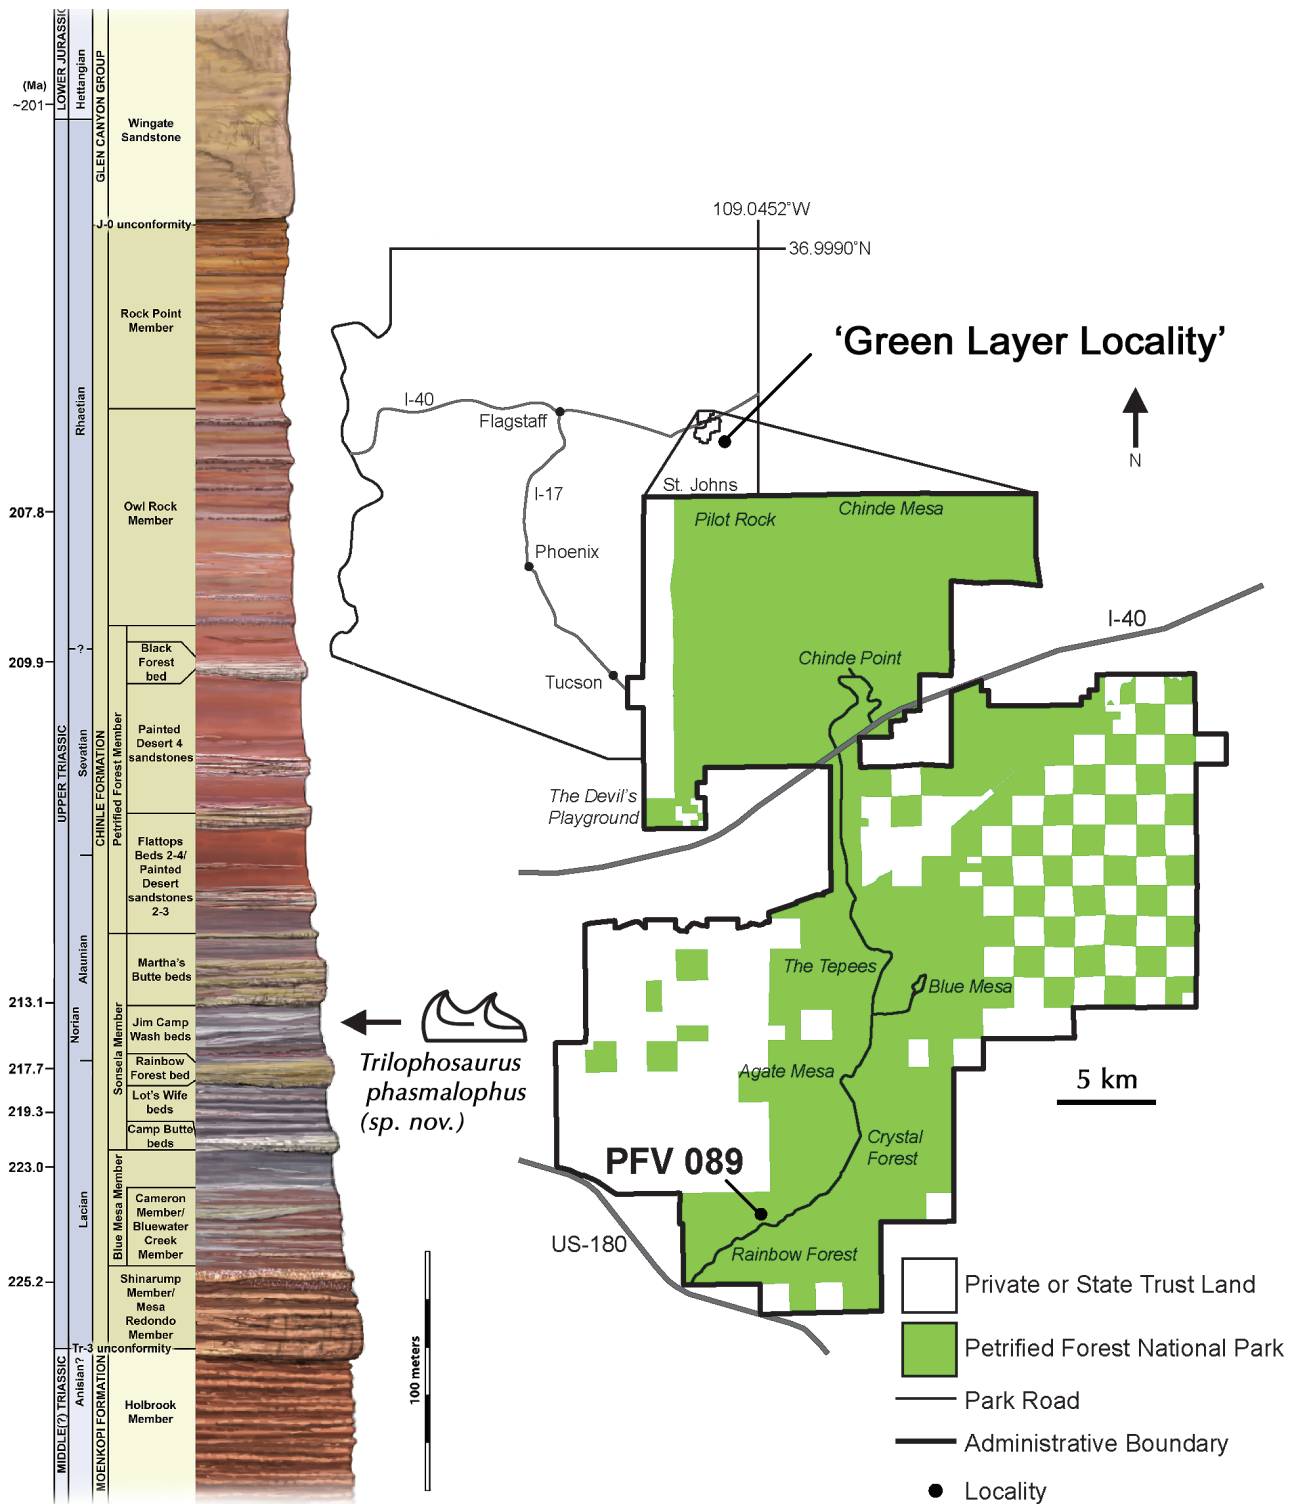 LOWER JURASSIC
Hettangian
GLEN CANYON GROUP
(Ma)
~201
Wingate
Sandstone
J-0 unconformity
Rock Point
Member
Rhaetian
Owl Rock
Member
207.8
?
209.9
Black
Forest
bed
Painted
Desert 4
sandstones
Petrified Forest Member
CHINLE FORMATION
UPPER TRIASSIC
Sevatian
Flattops
Beds 2-4/
Painted
Desert
sandstones
2-3
Alaunian
Martha's
Butte beds
213.1
Norian
Jim Camp
Wash beds
Sonsela Member
217.7
Rainbow
Forest bed
Lot's Wife
beds
219.3
Camp Butte
beds
223.0
Lacian
Blue Mesa Member
Cameron
Member/
Bluewater
Creek
Member
225.2
Shinarump
Member/
Mesa
Redondo
Member
Tr-3 unconformity
MIDDLE(?) TRIASSIC
Anisian?
MOENKOPI FORMATION
Holbrook
Member
100 meters
Trilophosaurus
phasmalophus
(sp. nov.)
109.0452°W
36.9990°N
'Green Layer Locality'
N
I-40
Flagstaff
I-17
Phoenix
Tucson
St. Johns
Pilot Rock
Chinde Mesa
I-40
Chinde Point
The Devil's
Playground
The Tepees
Blue Mesa
Agate Mesa
5 km
Crystal
Forest
PFV 089
US-180
Rainbow Forest
Private or State Trust Land
Petrified Forest National Park
Park Road
Administrative Boundary
Locality